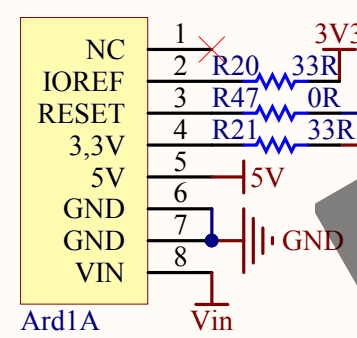 1
3V3
NC
2 R20 33R
IOREF
3 R47 0R
RESET
4 R21 33R
3,3V
5
5V 5V
6
GND
7
GND GND
8
VIN
Ard1A Vin